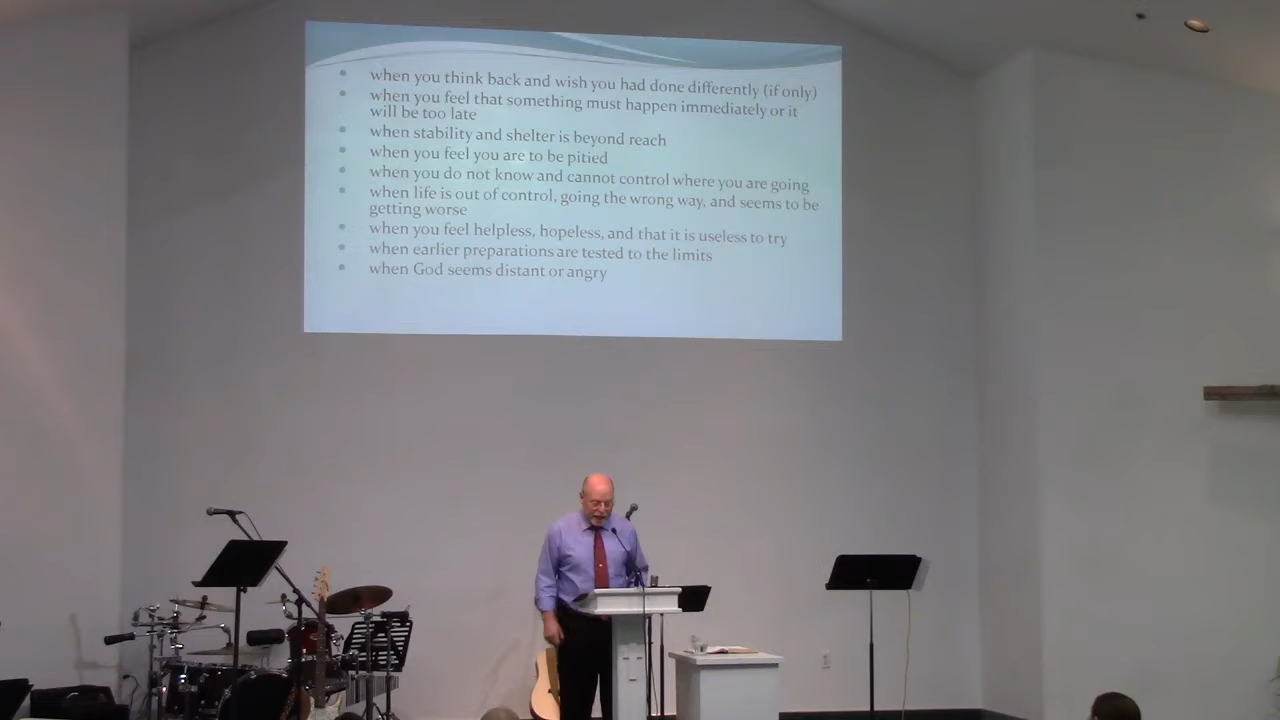 • when you think back and wish you had done differently (if only)
• when you feel that something must happen immediately or it
will be too late
• when stability and shelter is beyond reach
• when you feel you are to be pitied
• when you do not know and cannot control where you are going
• when life is out of control, going the wrong way, and seems to be
getting worse
• when you feel helpless, hopeless, and that it is useless to try
• when earlier preparations are tested to the limits
• when God seems distant or angry